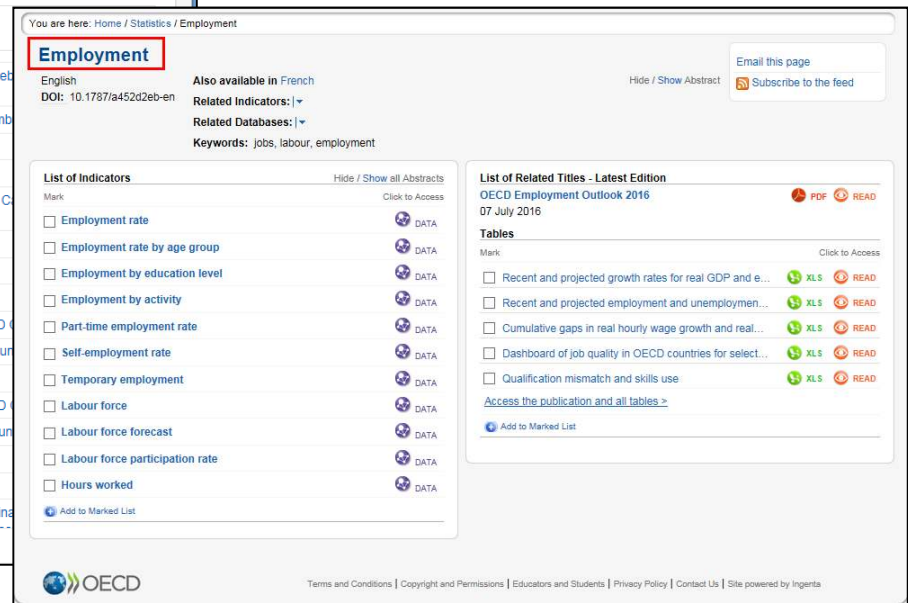 You are here: Home / Statistics / Employment
Employment
English
DOI: 10.1787/a452d2eb-en
Also available in French
Related Indicators: |
Related Databases: |
Keywords: jobs, labour, employment
Hide / Show Abstract
Email this page
Subscribe to the feed
List of Indicators Hide / Show all Abstracts
Mark Click to Access
Employment rate DATA
Employment rate by age group DATA
Employment by education level DATA
Employment by activity DATA
Part-time employment rate DATA
Self-employment rate DATA
Temporary employment DATA
Labour force DATA
Labour force forecast DATA
Labour force participation rate DATA
Hours worked DATA
Add to Marked List
List of Related Titles - Latest Edition
OECD Employment Outlook 2016 PDF READ
07 July 2016
Tables
Mark Click to Access
Recent and projected growth rates for real GDP and e... XLS READ
Recent and projected employment and unemploymen... XLS READ
Cumulative gaps in real hourly wage growth and real... XLS READ
Dashboard of job quality in OECD countries for select... XLS READ
Qualification mismatch and skills use XLS READ
Access the publication and all tables >
Add to Marked List
OECD
Terms and Conditions | Copyright and Permissions | Educators and Students | Privacy Policy | Contact Us | Site powered by Ingenta